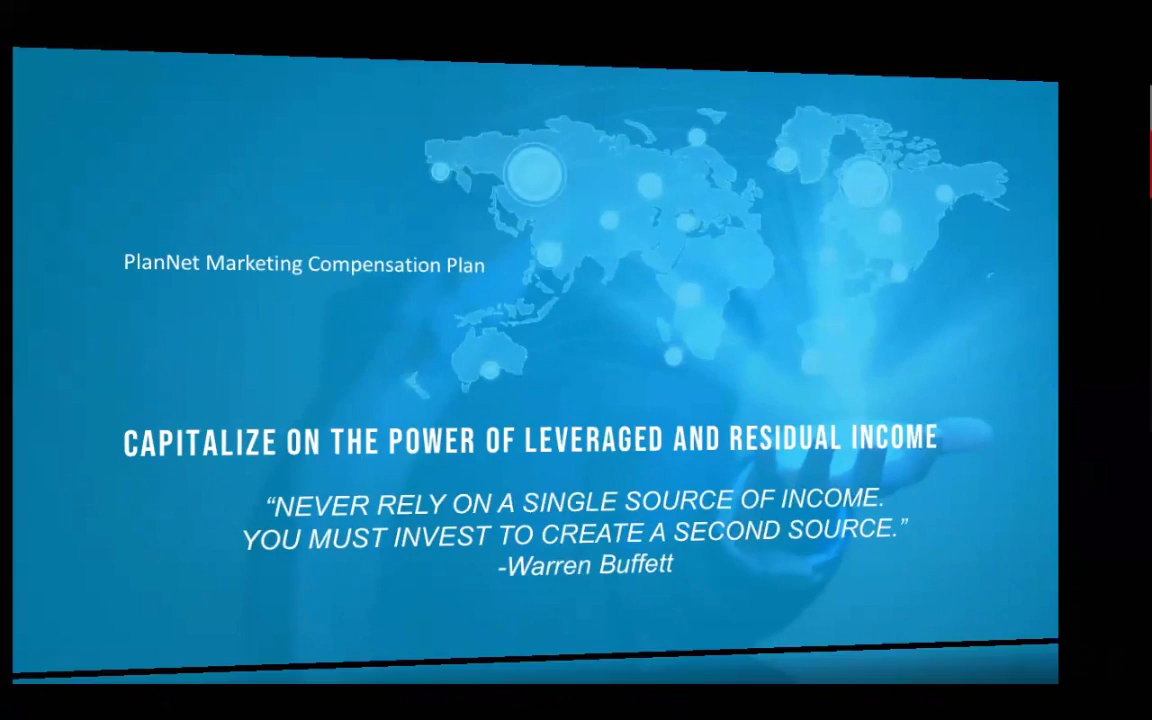 PlanNet Marketing Compensation Plan
CAPITALIZE ON THE POWER OF LEVERAGED AND RESIDUAL INCOME
“NEVER RELY ON A SINGLE SOURCE OF INCOME.
YOU MUST INVEST TO CREATE A SECOND SOURCE.”
-Warren Buffett